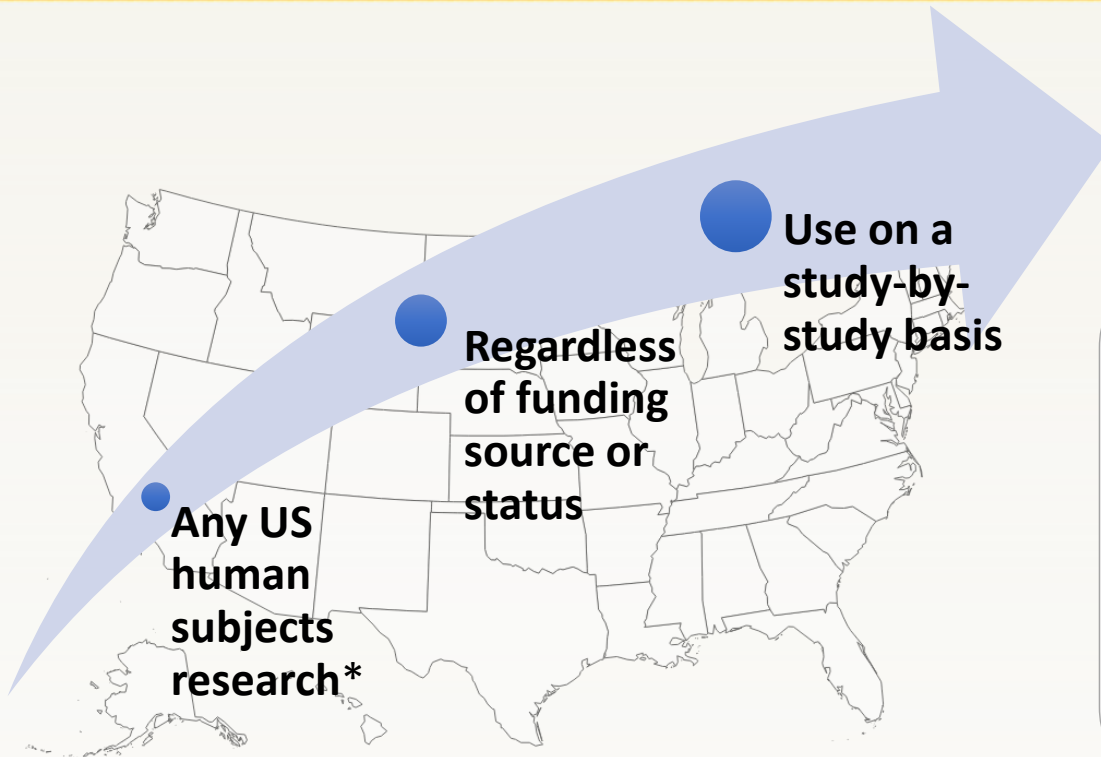 Any US
human
subjects
research*
Regardless
of funding
source or
status
Use on a
study-by-
study basis